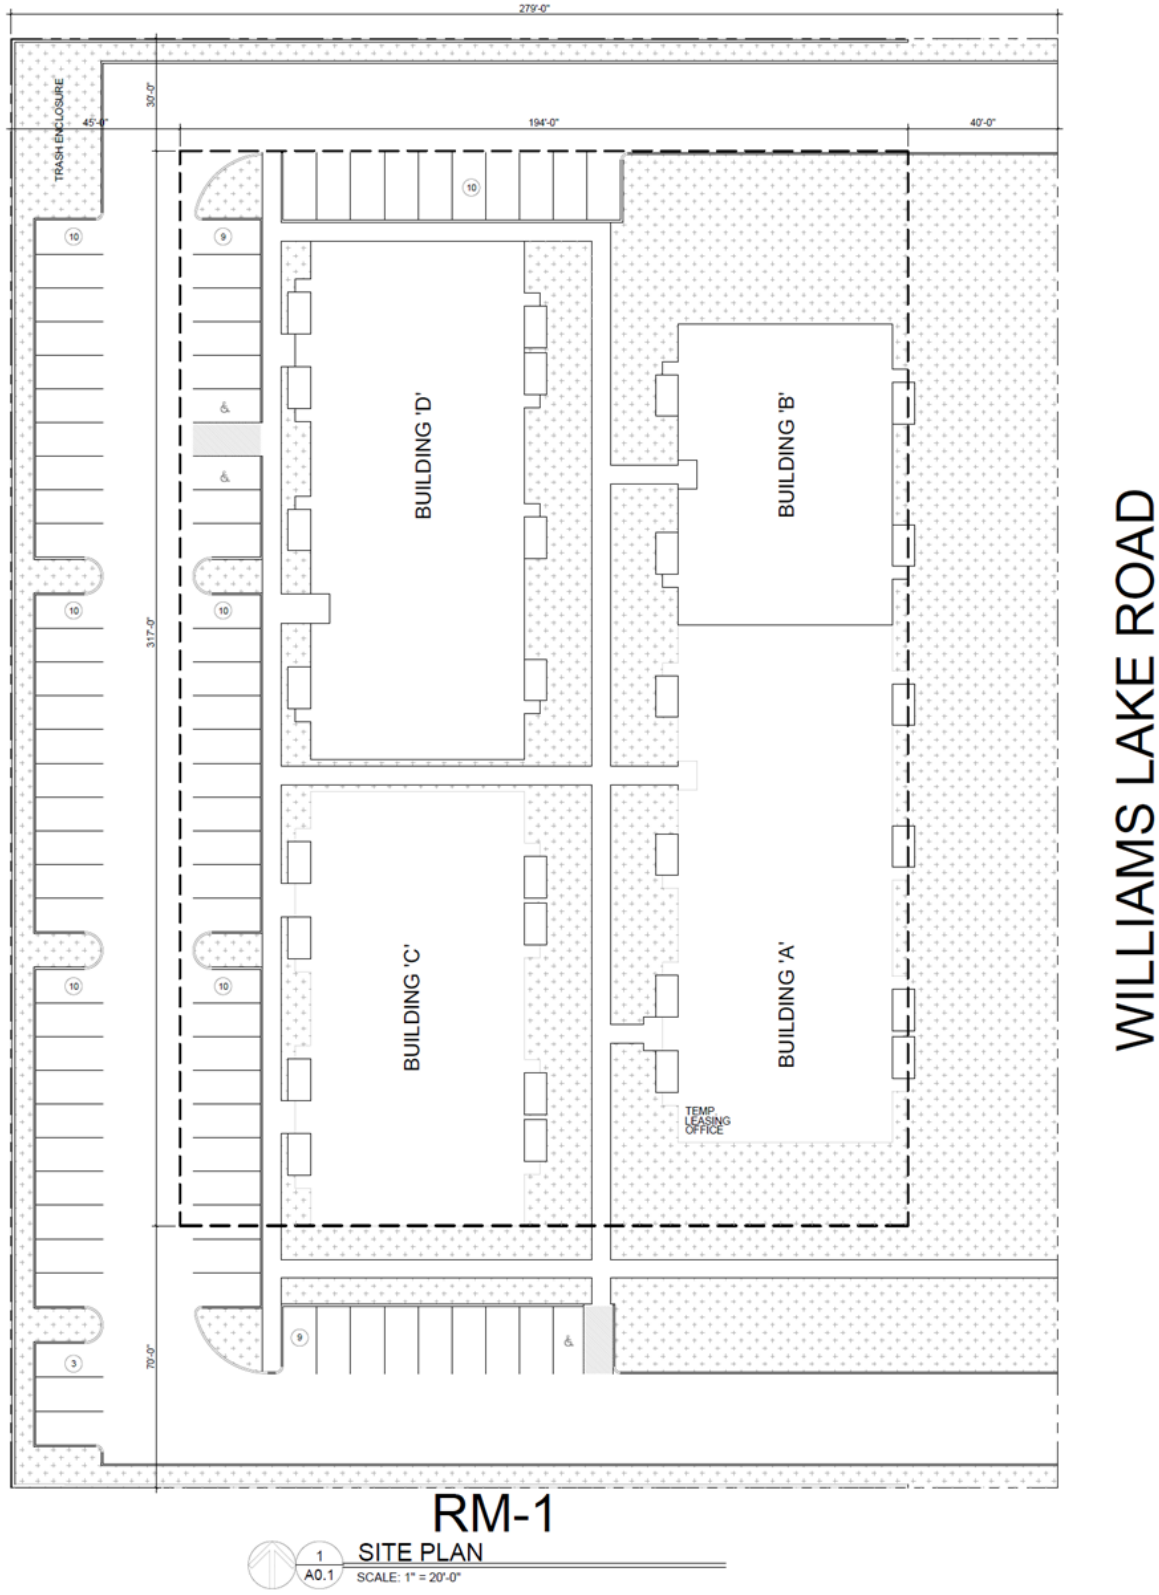 279'-0"
TRASH ENCLOSURE
30'-0"
45'-0"
194'-0"
40'-0"
10
10
9
BUILDING 'D'
BUILDING 'B'
10
10
317'-0"
WILLIAMS LAKE ROAD
10
10
BUILDING 'C'
BUILDING 'A'
TEMP.
LEASING
OFFICE
9
3
70'-0"
RM-1
1
A0.1
SITE PLAN
SCALE: 1" = 20'-0"